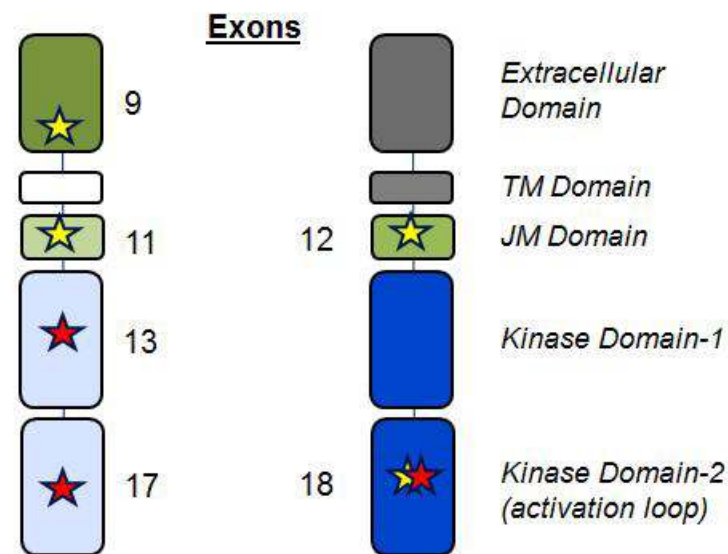 Exons
9
Extracellular
Domain
TM Domain
11
12
JM Domain
13
Kinase Domain-1
17
18
Kinase Domain-2
(activation loop)